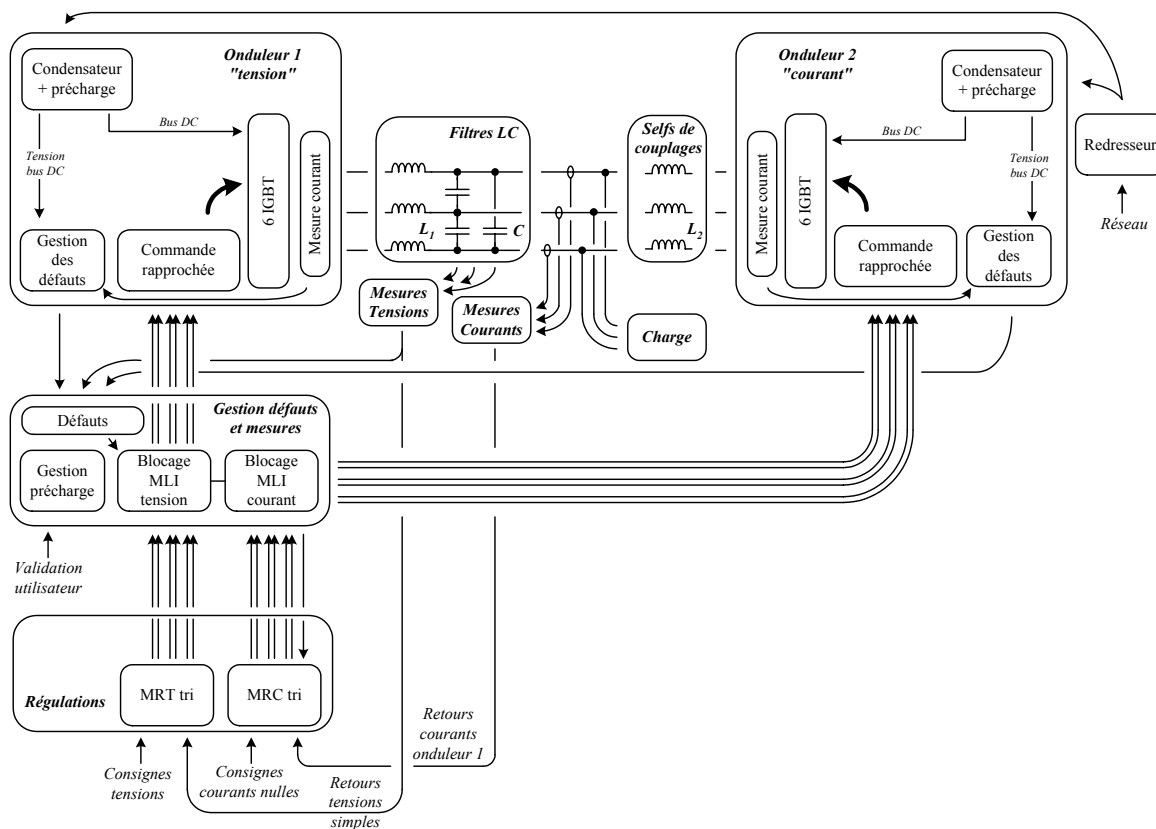 Onduleur 1
"tension"
Condensateur
+ précharge
Bus DC
Tension
bus DC
6 IGBT
Mesure courant
Gestion
des
défauts
Commande
rapprochée
Filtres LC
L1
C
Selfs de
couplages
L2
Onduleur 2
"courant"
Condensateur
+ précharge
Bus DC
Tension
bus DC
Mesure courant
6 IGBT
Commande
rapprochée
Gestion
des
défauts
Redresseur
Réseau
Mesures
Tensions
Mesures
Courants
Charge
Gestion défauts
et mesures
Défauts
Gestion
précharge
Blocage
MLI
tension
Blocage
MLI
courant
Validation
utilisateur
Régulations
MRT tri
MRC tri
Consignes
tensions
Consignes
courants nulles
Retours
tensions
simples
Retours
courants
onduleur 1